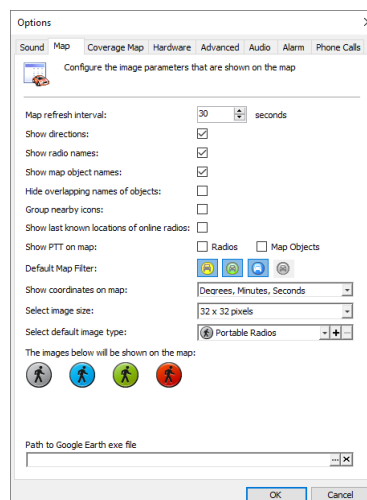 Options
Sound Map Coverage Map Hardware Advanced Audio Alarm Phone Calls
Configure the image parameters that are shown on the map
Map refresh interval: 30 seconds
Show directions:
Show radio names:
Show map object names:
Hide overlapping names of objects:
Group nearby icons:
Show last known locations of online radios:
Show PTT on map: Radios Map Objects
Default Map Filter:
Show coordinates on map: Degrees, Minutes, Seconds
Select image size: 32 x 32 pixels
Select default image type: Portable Radios
The images below will be shown on the map:
Path to Google Earth exe file
OK Cancel